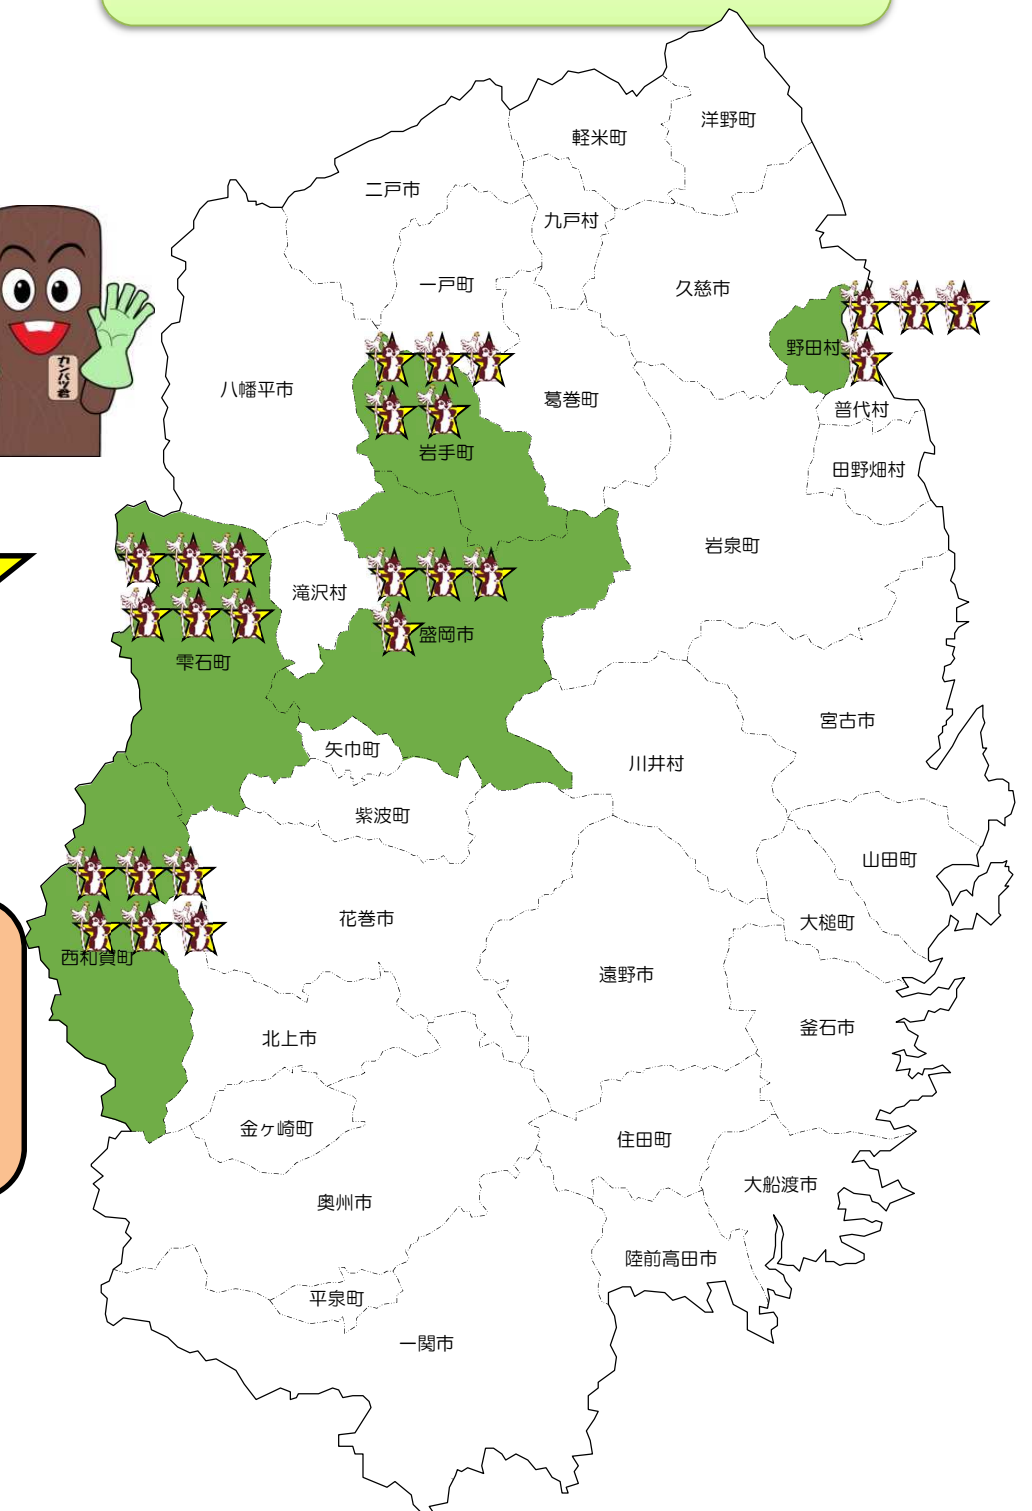 洋野町
軽米町
二戸市
九戸村
一戸町
久慈市
野田村
八幡平市
葛巻町
普代村
カンバツ君
岩手町
田野畑村
岩泉町
滝沢村
盛岡市
雫石町
宮古市
矢巾町
川井村
紫波町
山田町
花巻市
大槌町
西和賀町
遠野市
釜石市
北上市
金ヶ崎町
住田町
大船渡市
奥州市
陸前高田市
平泉町
一関市